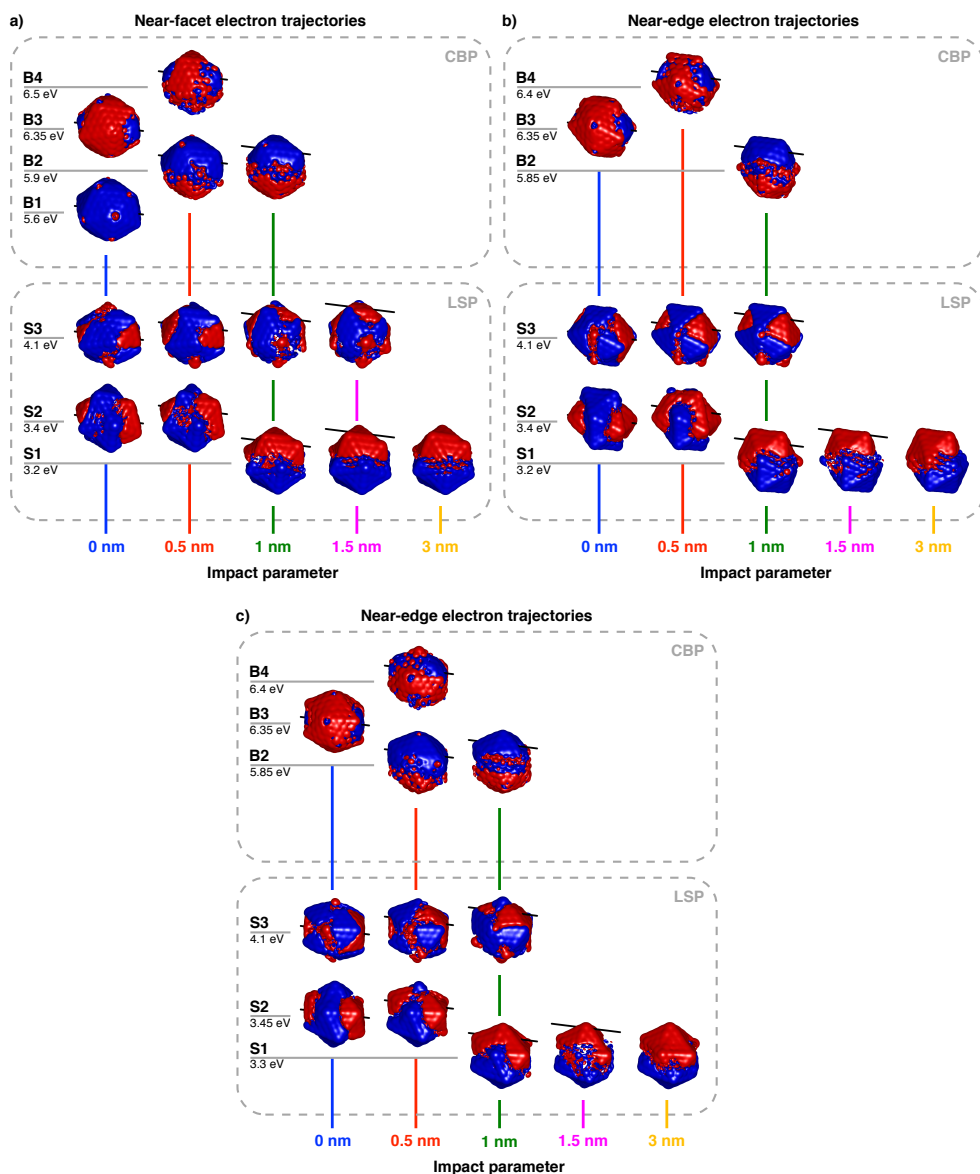 a)
Near-facet electron trajectories
CBP
B4
6.5 eV
B3
6.35 eV
B2
5.9 eV
B1
5.6 eV
LSP
S3
4.1 eV
S2
3.4 eV
S1
3.2 eV
0 nm
0.5 nm
1 nm
1.5 nm
3 nm
Impact parameter
b)
Near-edge electron trajectories
CBP
B4
6.4 eV
B3
6.35 eV
B2
5.85 eV
LSP
S3
4.1 eV
S2
3.4 eV
S1
3.2 eV
0 nm
0.5 nm
1 nm
1.5 nm
3 nm
Impact parameter
c)
Near-edge electron trajectories
CBP
B4
6.4 eV
B3
6.35 eV
B2
5.85 eV
LSP
S3
4.1 eV
S2
3.45 eV
S1
3.3 eV
0 nm
0.5 nm
1 nm
1.5 nm
3 nm
Impact parameter